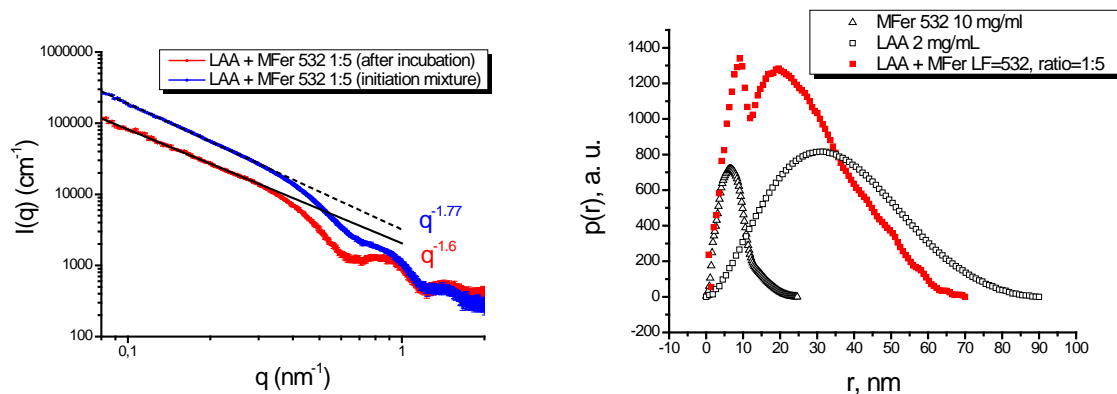 LAA + MFer 532 1:5 (after incubation)
LAA + MFer 532 1:5 (initiation mixture)
1000000
100000
10000
1000
100
I(q) (cm-1)
q-1.77
q-1.6
0,1
1
q (nm-1)
MFer 532 10 mg/ml
LAA 2 mg/mL
LAA + MFer LF=532, ratio=1:5
1400
1200
1000
800
600
400
200
0
-200
p(r), a. u.
-10 0 10 20 30 40 50 60 70 80 90 100
r, nm